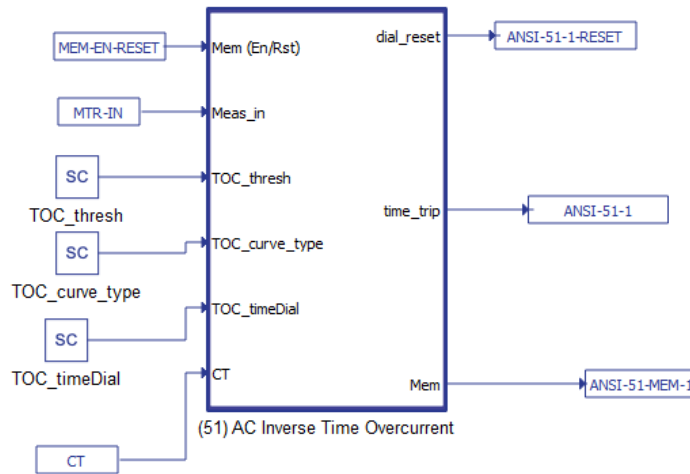 MEM-EN-RESET
Mem (En/Rst)
dial_reset
ANSI-51-1-RESET
MTR-IN
Meas_in
SC
TOC_thresh
TOC_thresh
time_trip
ANSI-51-1
SC
TOC_curve_type
TOC_curve_type
SC
TOC_timeDial
TOC_timeDial
CT
Mem
ANSI-51-MEM-1
(51) AC Inverse Time Overcurrent
CT